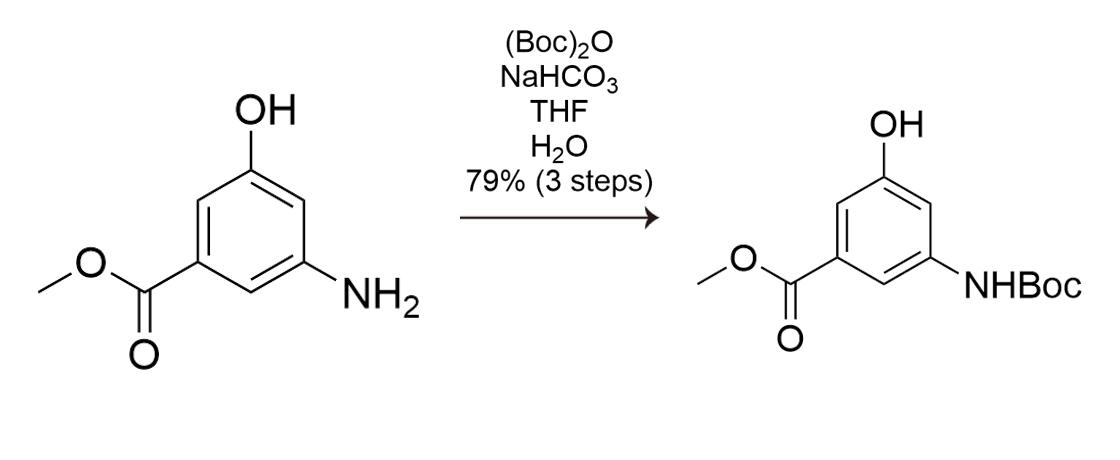 (Boc)₂O
NaHCO₃
THF
H₂O
79% (3 steps)
OH
O
O
NH₂
OH
O
O
NHBoc